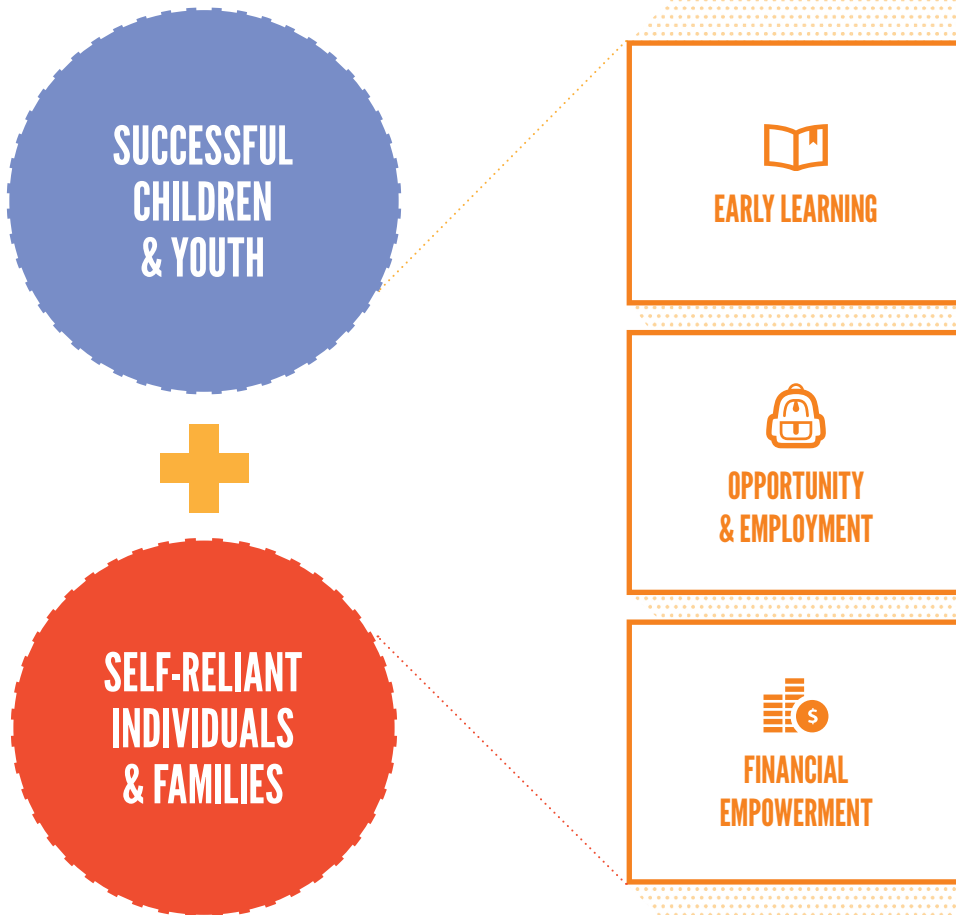 SUCCESSFUL
CHILDREN
& YOUTH
SELF-RELIANT
INDIVIDUALS
& FAMILIES
EARLY LEARNING
OPPORTUNITY
& EMPLOYMENT
$
FINANCIAL
EMPOWERMENT